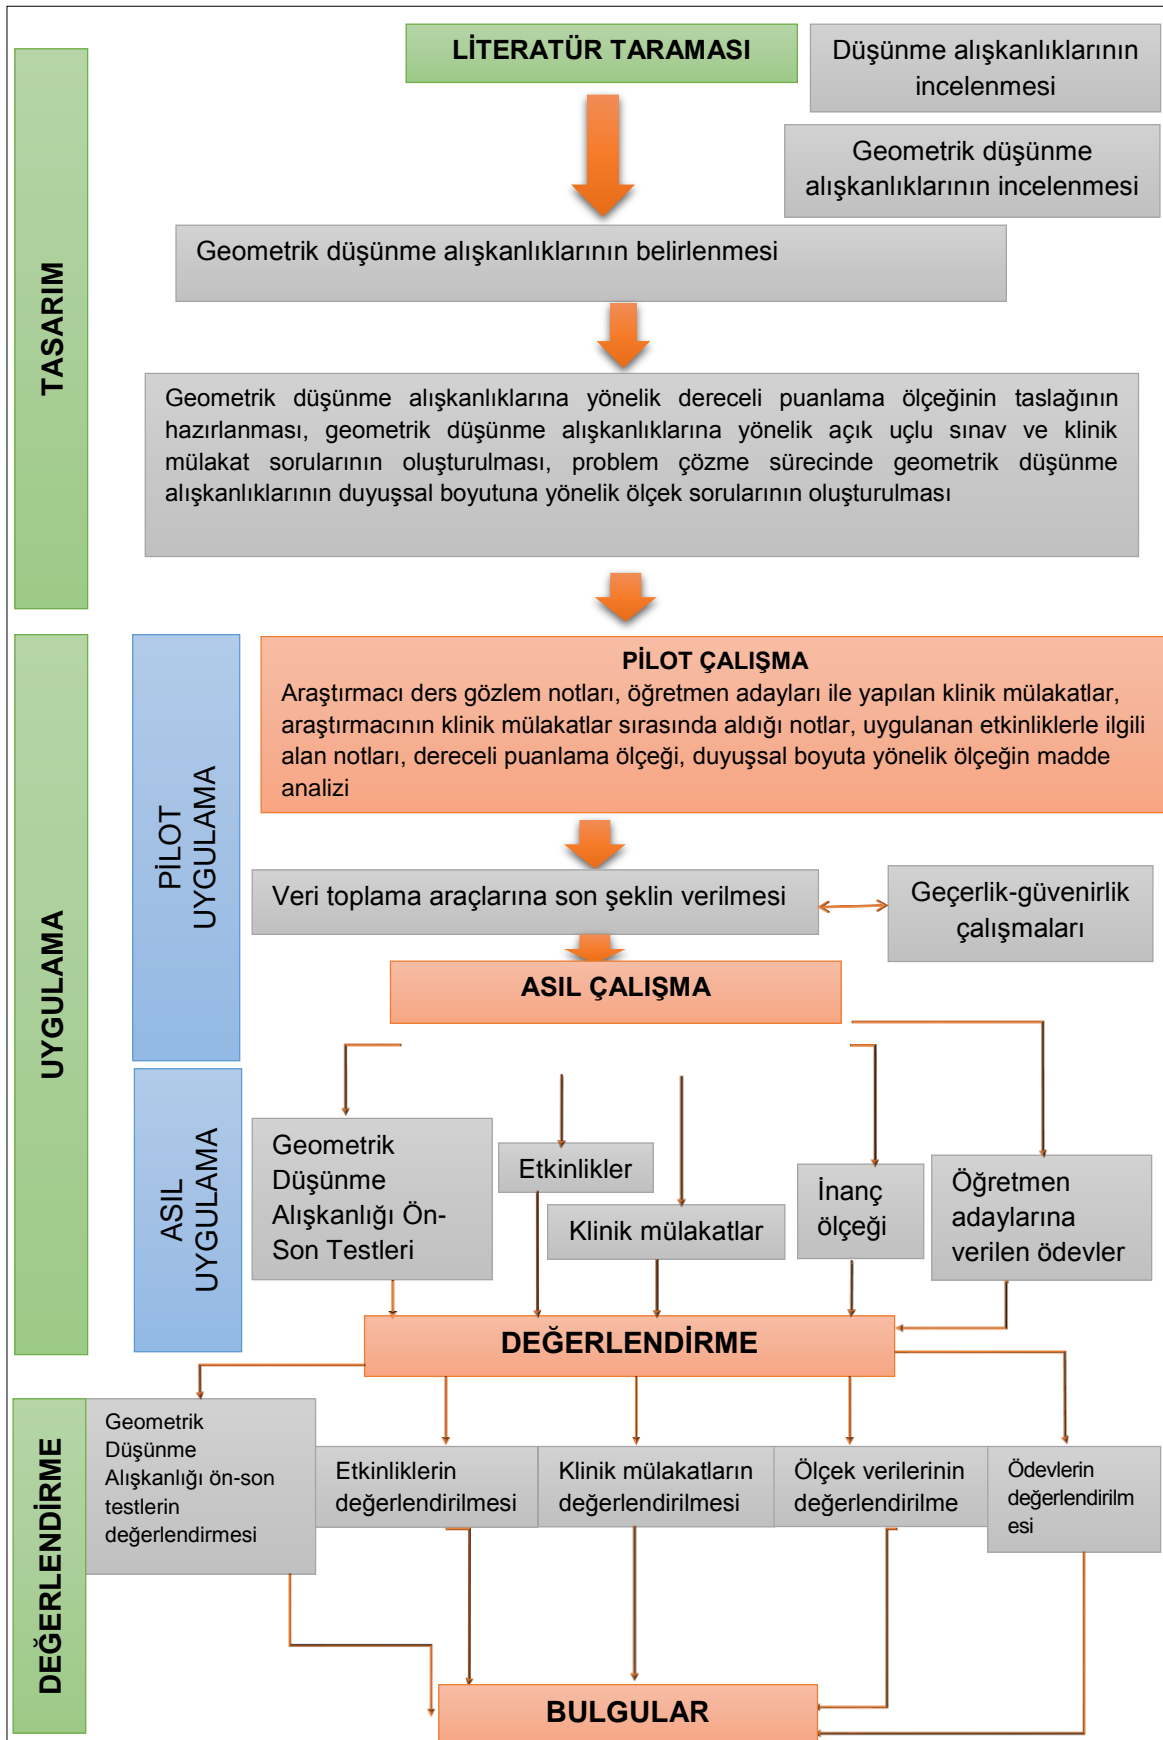 TASARIM
LİTERATÜR TARAMASI
Düşünme alışkanlıklarının
incelenmesi
Geometrik düşünme
alışkanlıklarının incelenmesi
Geometrik düşünme alışkanlıklarının belirlenmesi
Geometrik düşünme alışkanlıklarına yönelik dereceli puanlama ölçeğinin taslağının
hazırlanması, geometrik düşünme alışkanlıklarına yönelik açık uçlu sınav ve klinik
mülakat sorularının oluşturulması, problem çözme sürecinde geometrik düşünme
alışkanlıklarının duyuşsal boyutuna yönelik ölçek sorularının oluşturulması
UYGULAMA
PİLOT
UYGULAMA
PİLOT ÇALIŞMA
Araştırmacı ders gözlem notları, öğretmen adayları ile yapılan klinik mülakatlar,
araştırmacının klinik mülakatlar sırasında aldığı notlar, uygulanan etkinliklerle ilgili
alan notları, dereceli puanlama ölçeği, duyuşsal boyuta yönelik ölçeğin madde
analizi
Veri toplama araçlarına son şeklin verilmesi
Geçerlik-güvenirlik
çalışmaları
ASIL ÇALIŞMA
ASIL
UYGULAMA
Geometrik
Düşünme
Alışkanlığı Ön-
Son Testleri
Etkinlikler
Klinik mülakatlar
İnanç
ölçeği
Öğretmen
adaylarına
verilen ödevler
DEĞERLENDİRME
DEĞERLENDİRME
Geometrik
Düşünme
Alışkanlığı ön-son
testlerin
değerlendirmesi
Etkinliklerin
değerlendirilmesi
Klinik mülakatların
değerlendirilmesi
Ölçek verilerinin
değerlendirilme
Ödevlerin
değerlendirilm
esi
BULGULAR